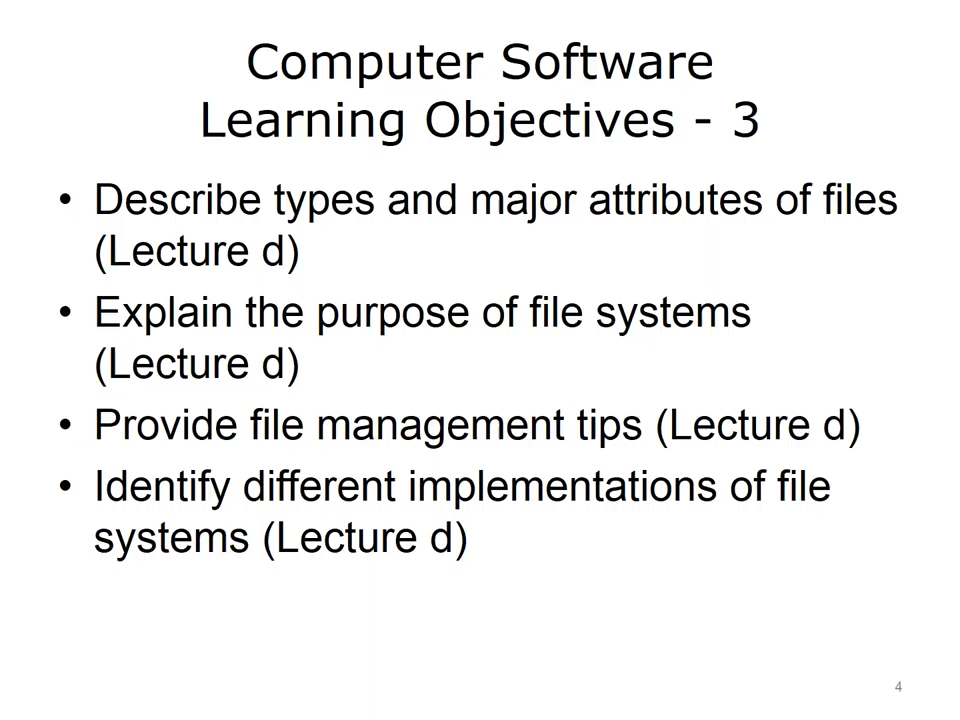 Computer Software
Learning Objectives - 3
• Describe types and major attributes of files
(Lecture d)
• Explain the purpose of file systems
(Lecture d)
• Provide file management tips (Lecture d)
• Identify different implementations of file
systems (Lecture d)
4